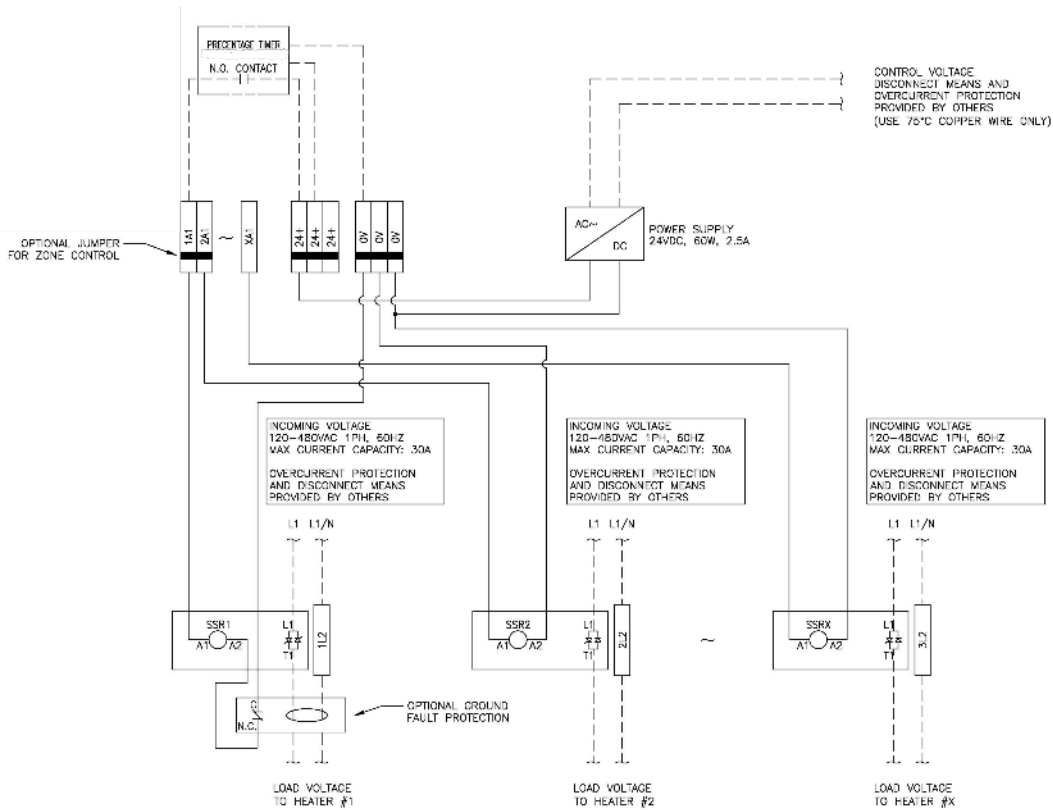 PRECENTAGE TIMER
N.O. CONTACT
CONTROL VOLTAGE
DISCONNECT MEANS AND
OVERCURRENT PROTECTION
PROVIDED BY OTHERS
(USE 75°C COPPER WIRE ONLY)
OPTIONAL JUMPER
FOR ZONE CONTROL
1A1
2A1
~
XA1
24+
24+
24+
0V
0V
0V
AC~
DC
POWER SUPPLY
24VDC, 60W, 2.5A
INCOMING VOLTAGE
120-480VAC 1PH, 60HZ
MAX CURRENT CAPACITY: 30A
OVERCURRENT PROTECTION
AND DISCONNECT MEANS
PROVIDED BY OTHERS
INCOMING VOLTAGE
120-480VAC 1PH, 60HZ
MAX CURRENT CAPACITY: 30A
OVERCURRENT PROTECTION
AND DISCONNECT MEANS
PROVIDED BY OTHERS
INCOMING VOLTAGE
120-480VAC 1PH, 60HZ
MAX CURRENT CAPACITY: 30A
OVERCURRENT PROTECTION
AND DISCONNECT MEANS
PROVIDED BY OTHERS
L1 L1/N
L1 L1/N
L1 L1/N
SSR1
A1 A2
L1
T1
1L2
SSR2
A1 A2
L1
T1
2L2
~
SSRX
A1 A2
L1
T1
3L2
N.C.
OPTIONAL GROUND
FAULT PROTECTION
LOAD VOLTAGE
TO HEATER #1
LOAD VOLTAGE
TO HEATER #2
LOAD VOLTAGE
TO HEATER #X